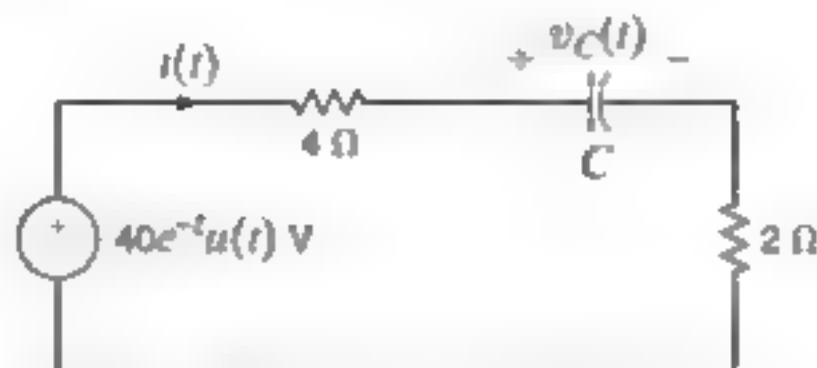 + v_C(t) −
i(t)
4 Ω
C
+
40e^{-t}u(t) V
2 Ω